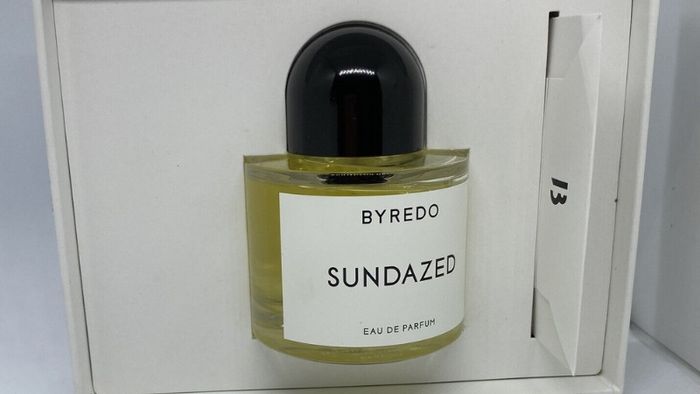 BYREDO
SUNDAZED
EAU DE PARFUM
13